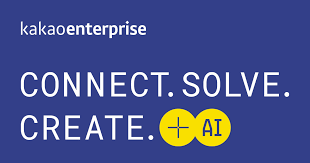 kakaoenterprise
CONNECT. SOLVE.
CREATE. + AI